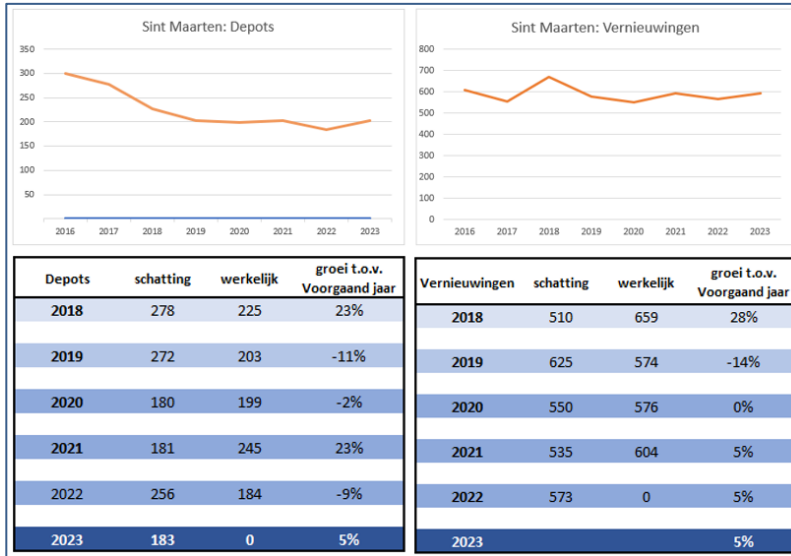 Sint Maarten: Depots
350
300
250
200
150
100
50
2016 2017 2018 2019 2020 2021 2022 2023
Sint Maarten: Vernieuwingen
800
700
600
500
400
300
200
100
0
2016 2017 2018 2019 2020 2021 2022 2023
Depots schatting werkelijk groei t.o.v.
Voorgaand jaar
2018 278 225 23%
2019 272 203 -11%
2020 180 199 -2%
2021 181 245 23%
2022 256 184 -9%
2023 183 0 5%
Vernieuwingen schatting werkelijk groei t.o.v.
Voorgaand jaar
2018 510 659 28%
2019 625 574 -14%
2020 550 576 0%
2021 535 604 5%
2022 573 0 5%
2023 5%